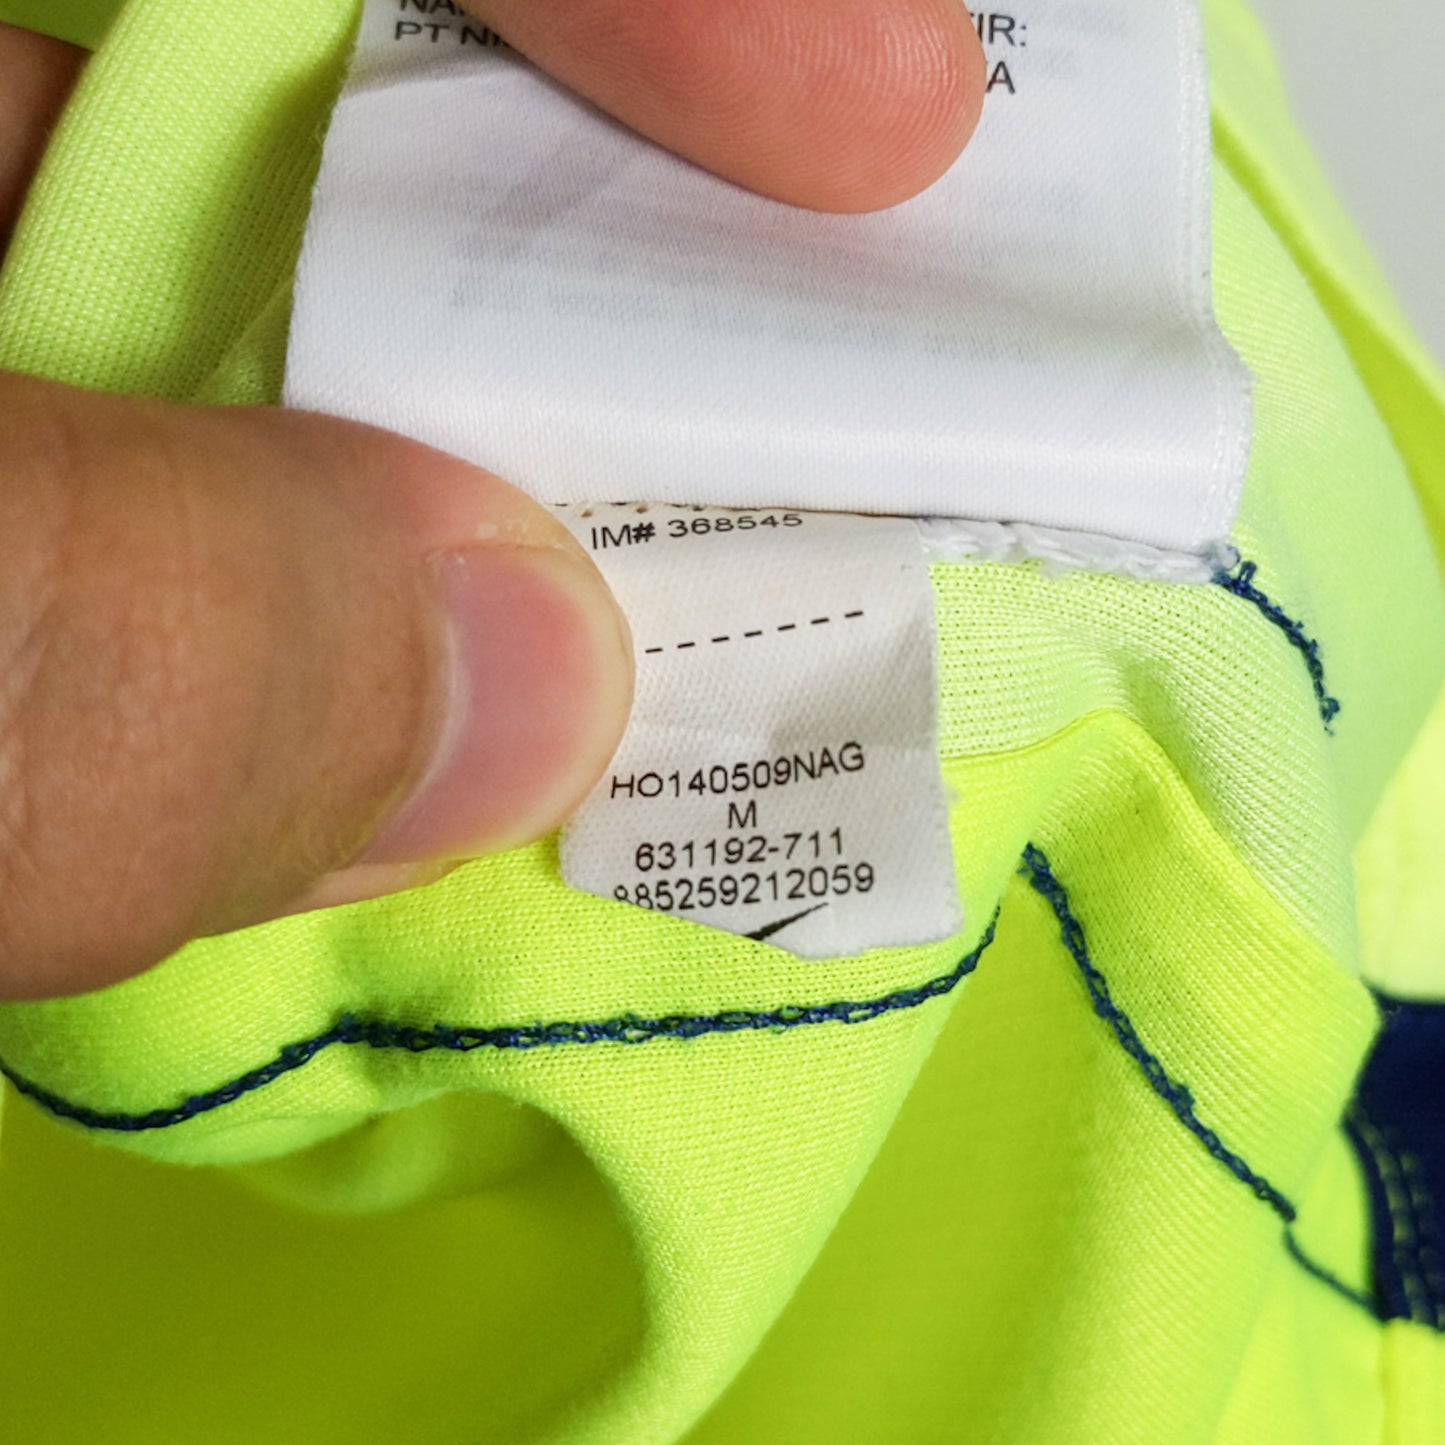 PT
IR:
IM# 368545
HO140509NAG
M
631192-711
885259212059